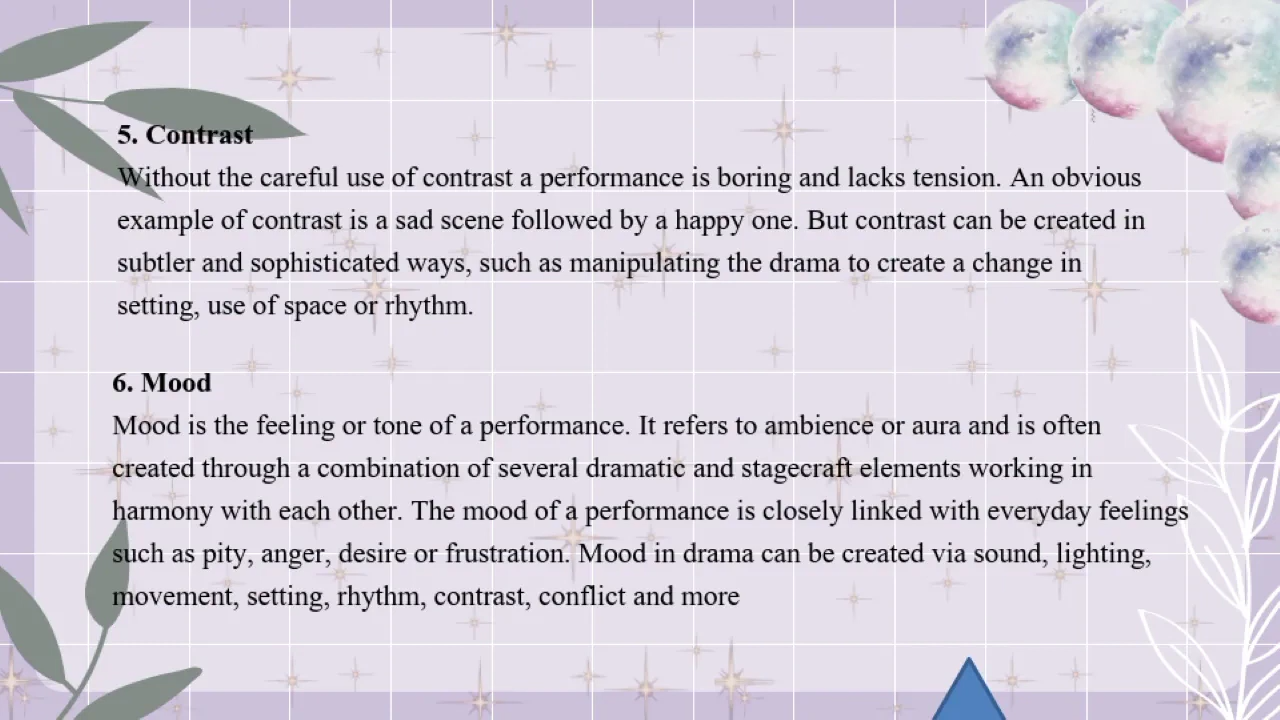 5. Contrast
Without the careful use of contrast a performance is boring and lacks tension. An obvious
example of contrast is a sad scene followed by a happy one. But contrast can be created in
subtler and sophisticated ways, such as manipulating the drama to create a change in
setting, use of space or rhythm.
6. Mood
Mood is the feeling or tone of a performance. It refers to ambience or aura and is often
created through a combination of several dramatic and stagecraft elements working in
harmony with each other. The mood of a performance is closely linked with everyday feelings
such as pity, anger, desire or frustration. Mood in drama can be created via sound, lighting,
movement, setting, rhythm, contrast, conflict and more